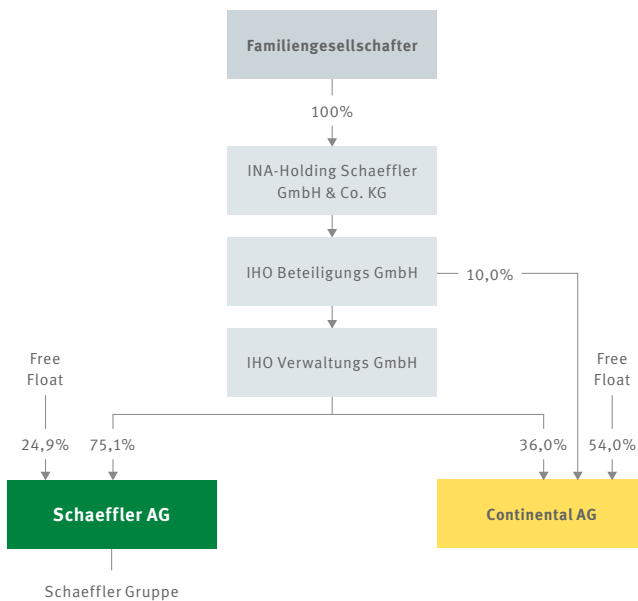 Familiengesellschafter
100%
INA-Holding Schaeffler
GmbH & Co. KG
IHO Beteiligungs GmbH
10,0%
IHO Verwaltungs GmbH
Free
Float
Free
Float
24,9%
75,1%
36,0%
54,0%
Schaeffler AG
Continental AG
Schaeffler Gruppe